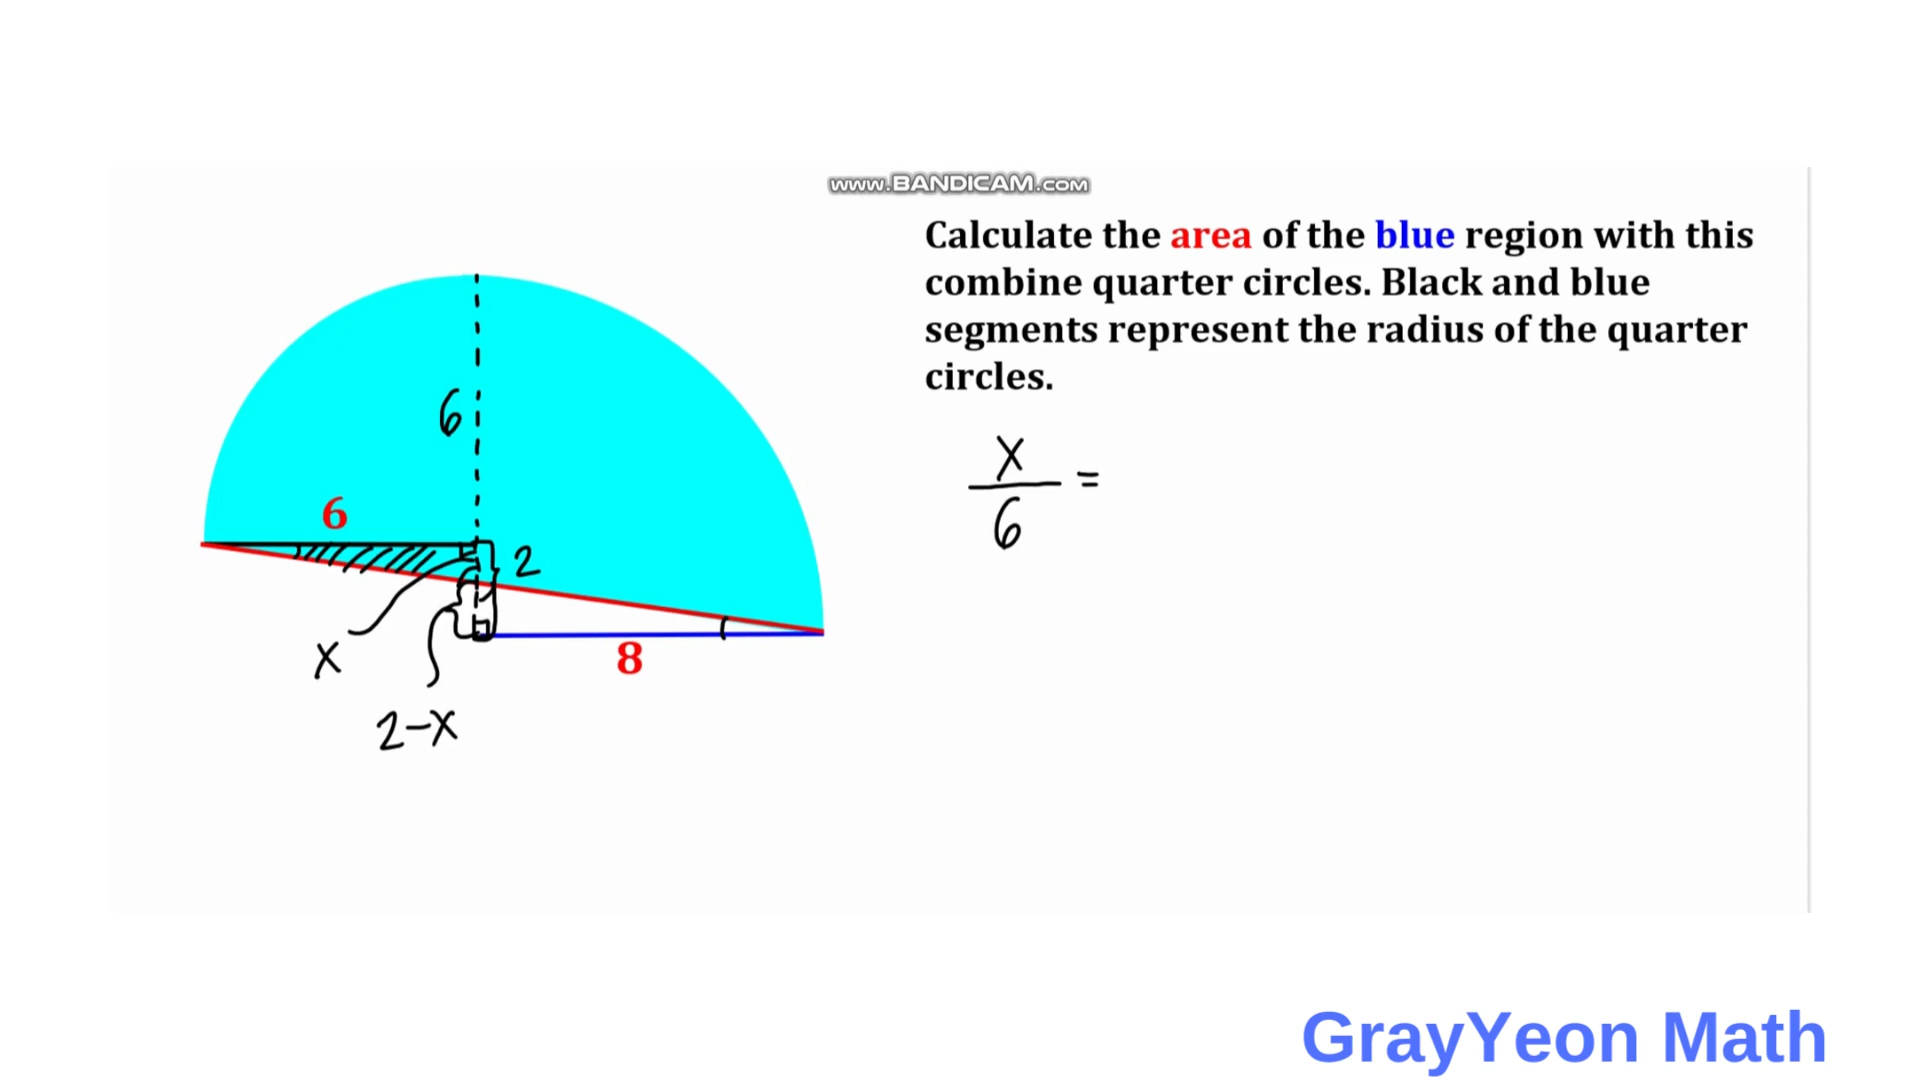 www.BANDICAM.com
Calculate the area of the blue region with this
combine quarter circles. Black and blue
segments represent the radius of the quarter
circles.
6
6
2
x
8
2-x
x
6
=
GrayYeon Math